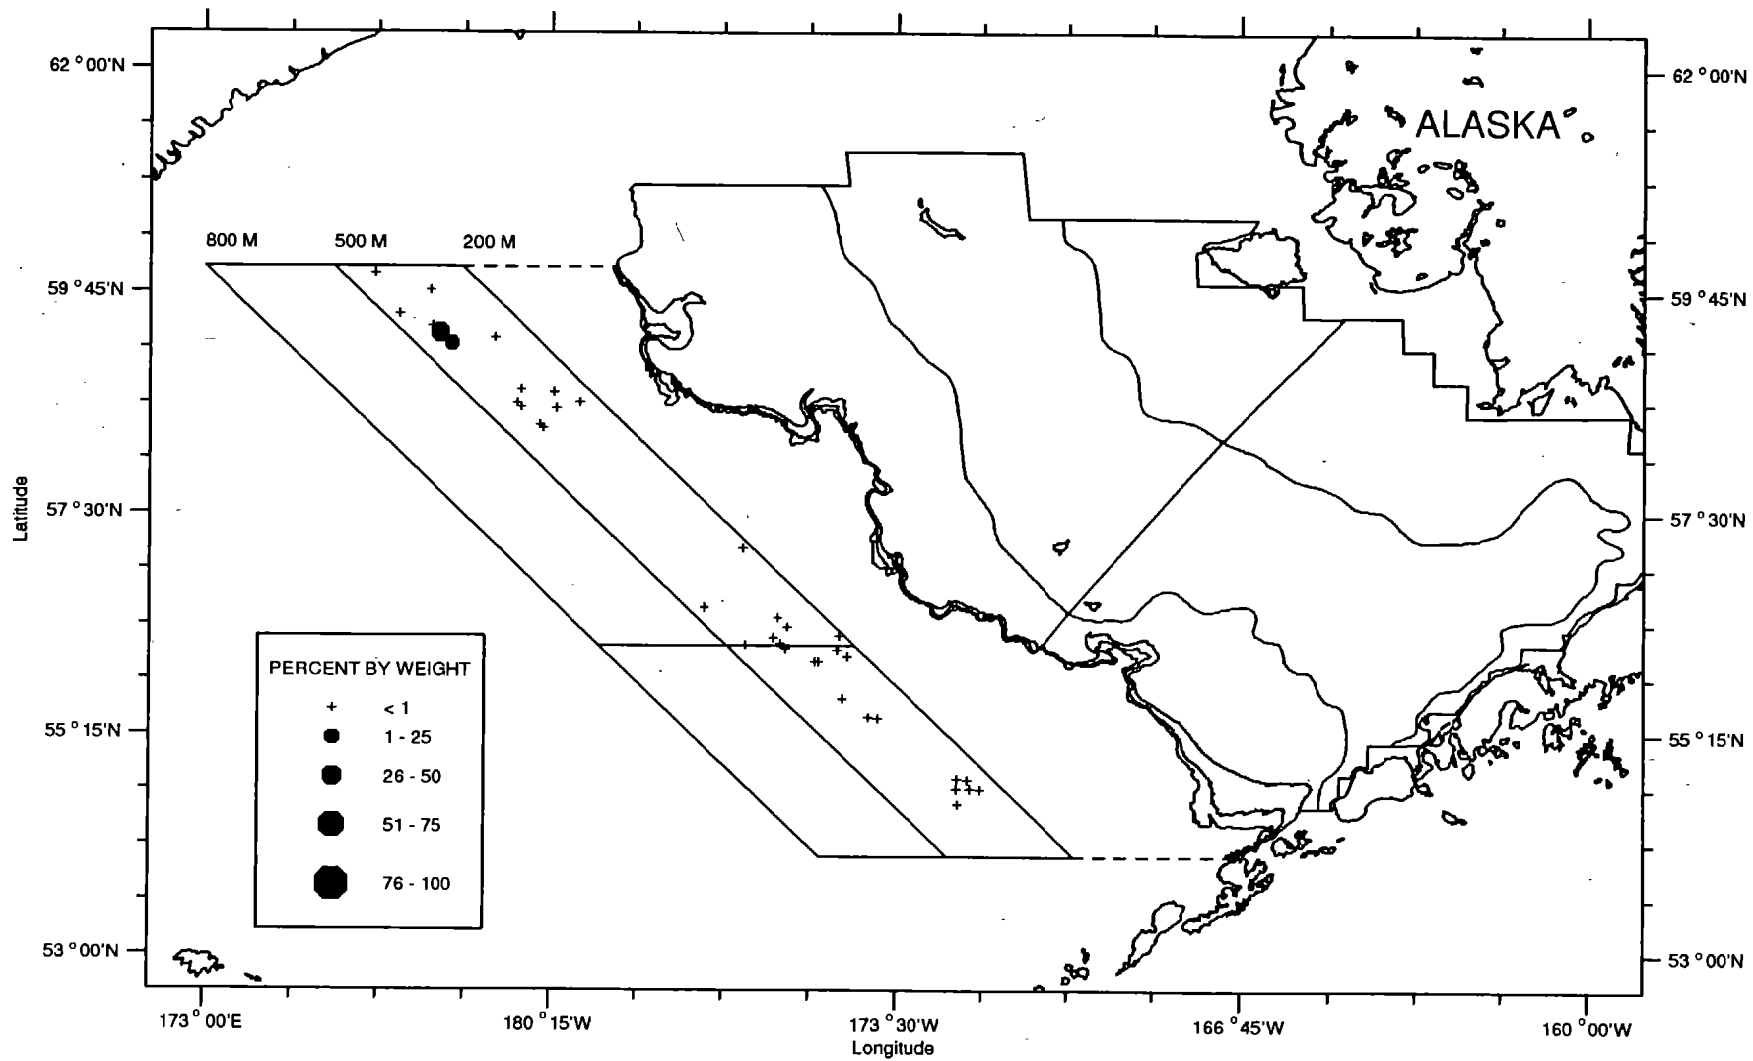 62 °00'N
62 °00'N
ALASKA
800 M 500 M 200 M
59 °45'N
59 °45'N
Latitude
57 °30'N
57 °30'N
PERCENT BY WEIGHT
+ < 1
1 - 25
26 - 50
51 - 75
76 - 100
55 °15'N
55 °15'N
53 °00'N
53 °00'N
173 °00'E 180 °15'W 173 °30'W 166 °45'W 160 °00'W
Longitude